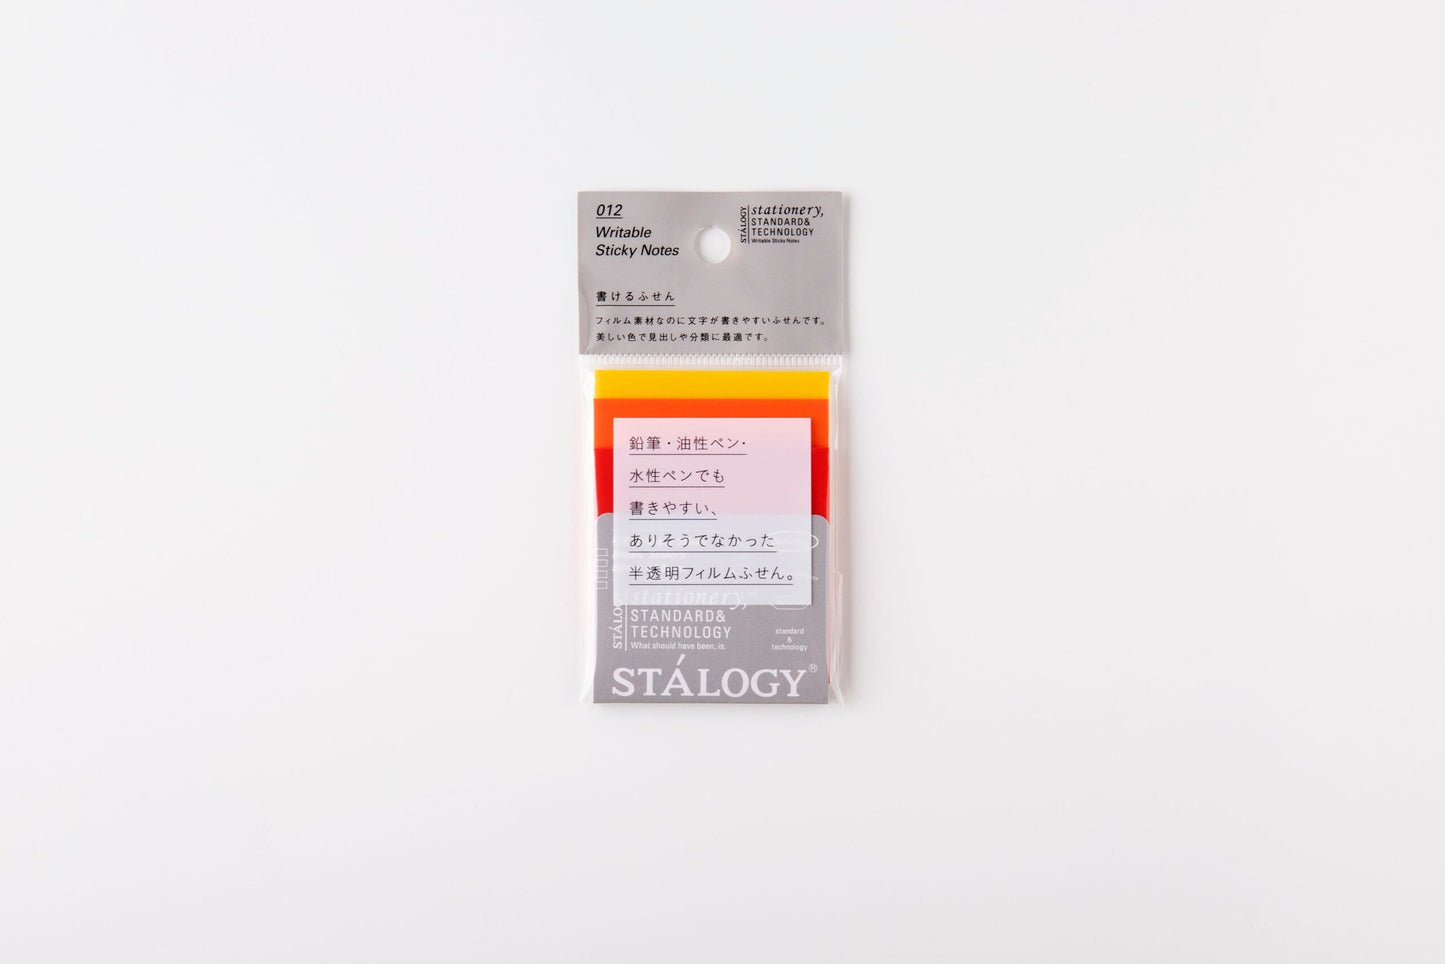 012
Writable
Sticky Notes
STÁLOGY
stationery,
STANDARD&
TECHNOLOGY
Writable Sticky Notes
書けるふせん
フィルム素材なのに文字が書きやすいふせんです。
美しい色で見出しや分類に最適です。
鉛筆・油性ペン・
水性ペンでも
書きやすい、
ありそうでなかった
半透明フィルムふせん。
stationery,
STANDARD&
TECHNOLOGY
What should have been, is.
standard
&
technology
STÁLOGY®